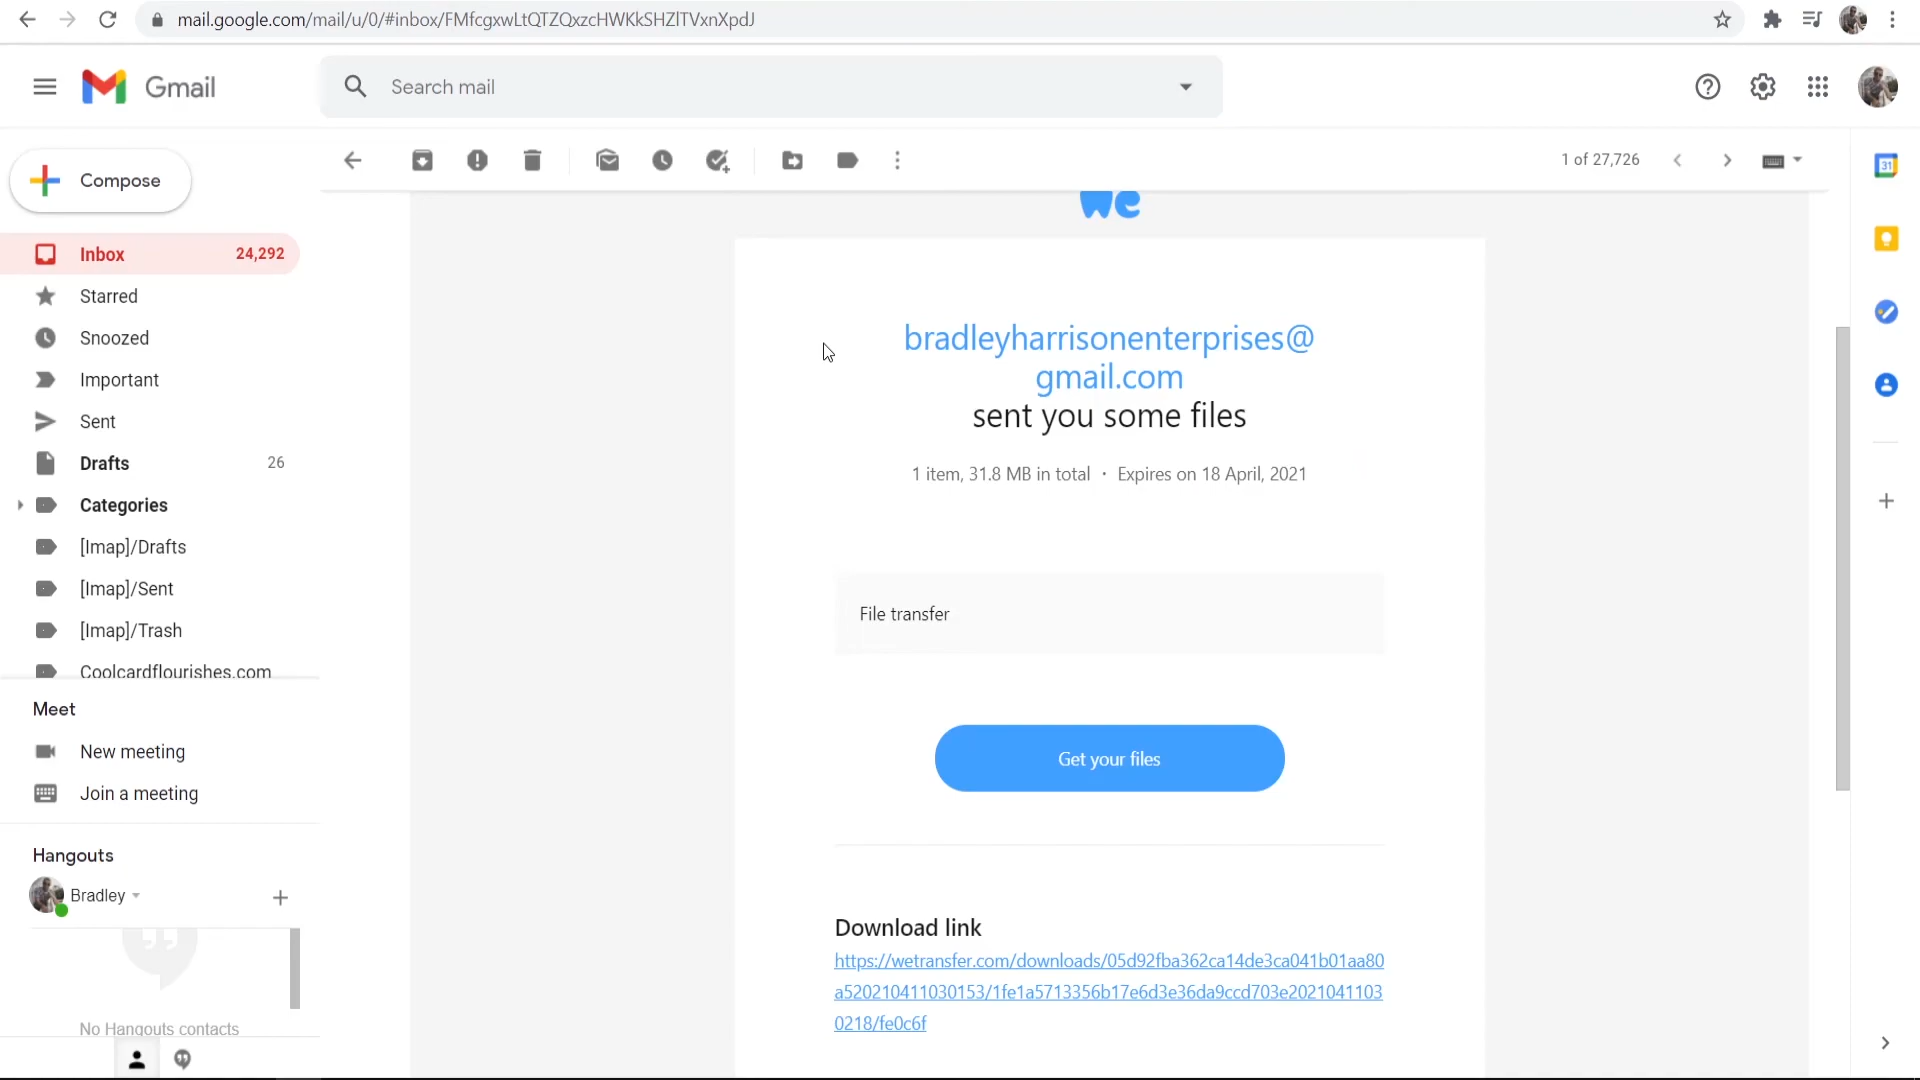 mail.google.com/mail/u/0/#inbox/FMfcgxwLtQTZQxzcHWKkSHZlTVxnXpdJ
Gmail
Search mail
Compose
1 of 27,726
31
Inbox 24,292
Starred
Snoozed
Important
Sent
Drafts 26
Categories
[Imap]/Drafts
[Imap]/Sent
[Imap]/Trash
Coolcardflourishes.com
Meet
New meeting
Join a meeting
Hangouts
Bradley
No Hangouts contacts
we
bradleyharrisonenterprises@
gmail.com
sent you some files
1 item, 31.8 MB in total · Expires on 18 April, 2021
File transfer
Get your files
Download link
https://wetransfer.com/downloads/05d92fba362ca14de3ca041b01aa80
a520210411030153/1fe1a5713356b17e6d3e36da9ccd703e2021041103
0218/fe0c6f